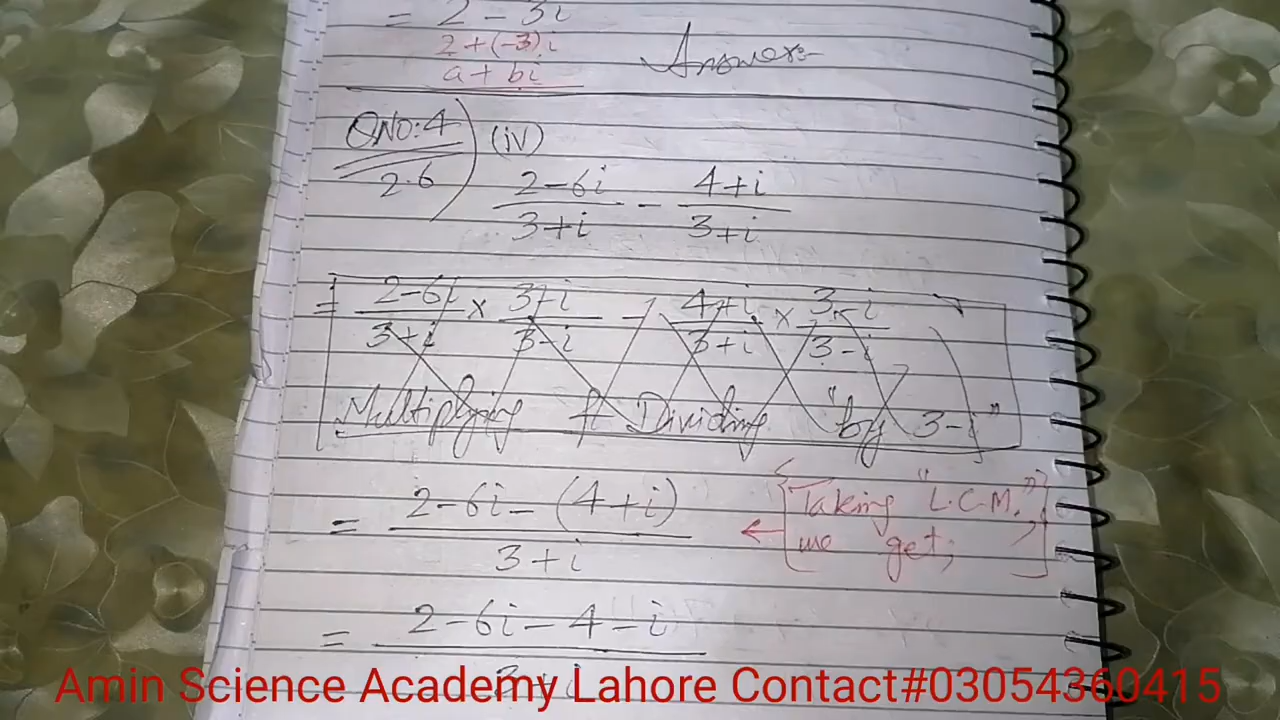 = 2 - 3i
2 + (-3)i
a + bi
Answer:-
Q NO: 4 (iv)
2.6
2-6i/3+i - 4+i/3+i
= 2-6i/3+i × 3+i/3-i - 4+i/3+i × 3-i/3-i
Multiplying & Dividing "by 3-i"
= 2-6i-(4+i)/3+i
{Taking "L.C.M."
we get;}
= 2-6i-4-i/3+i
Amin Science Academy Lahore Contact#03054360415